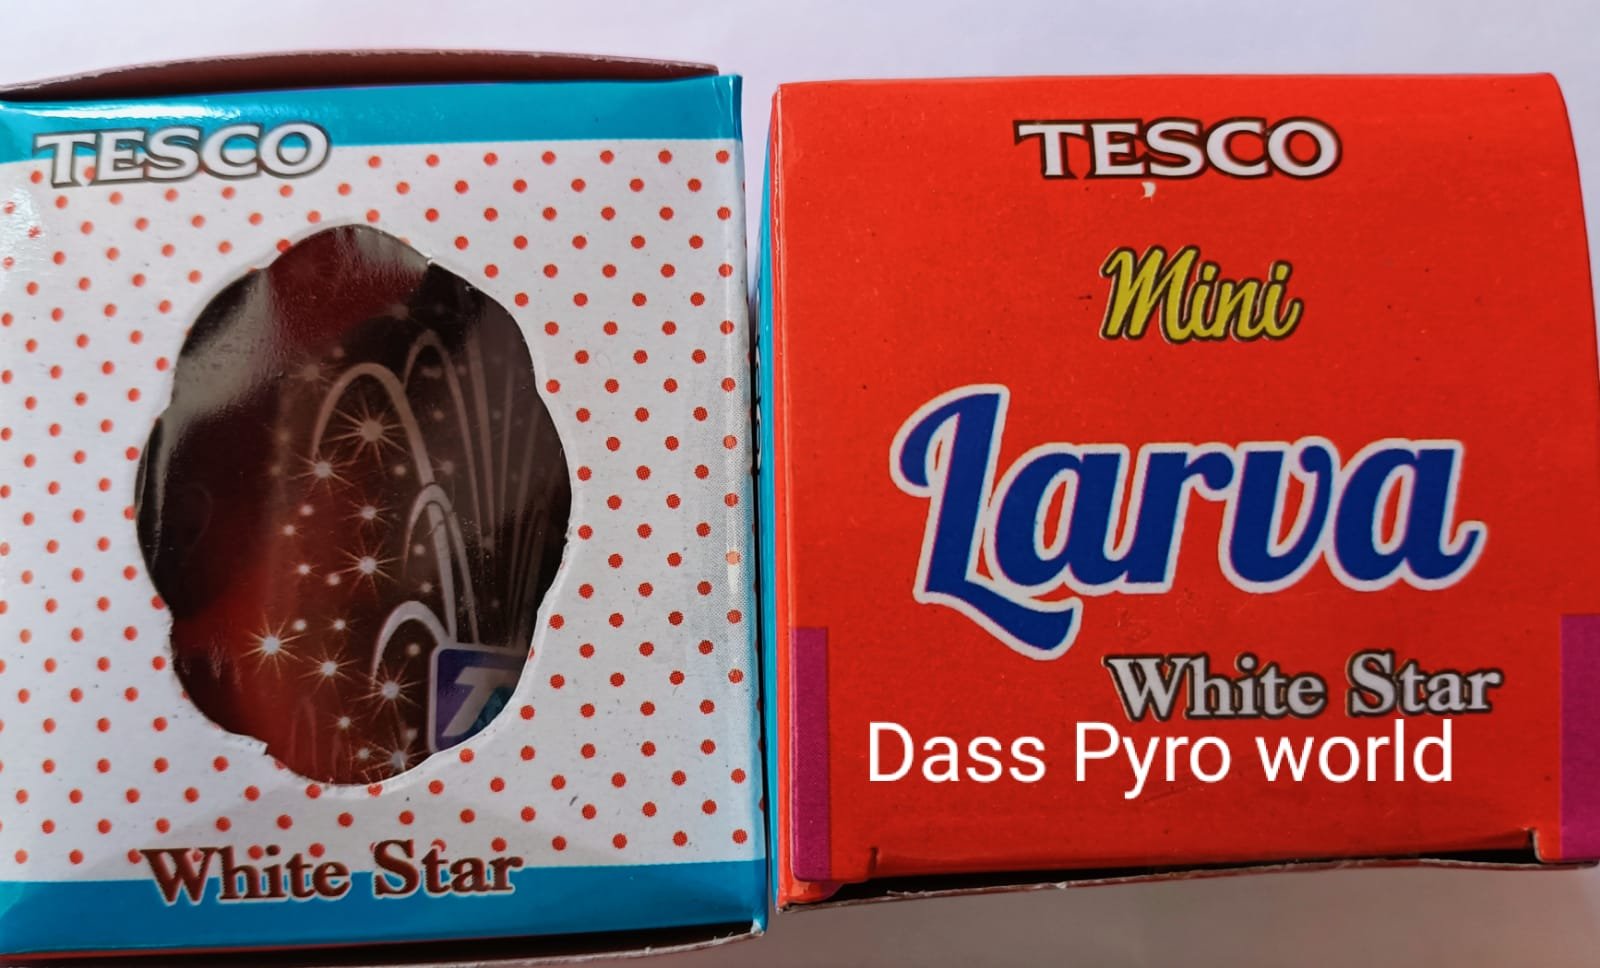 TESCO
White Star
TESCO
Mini
Larva
White Star
Dass Pyro world